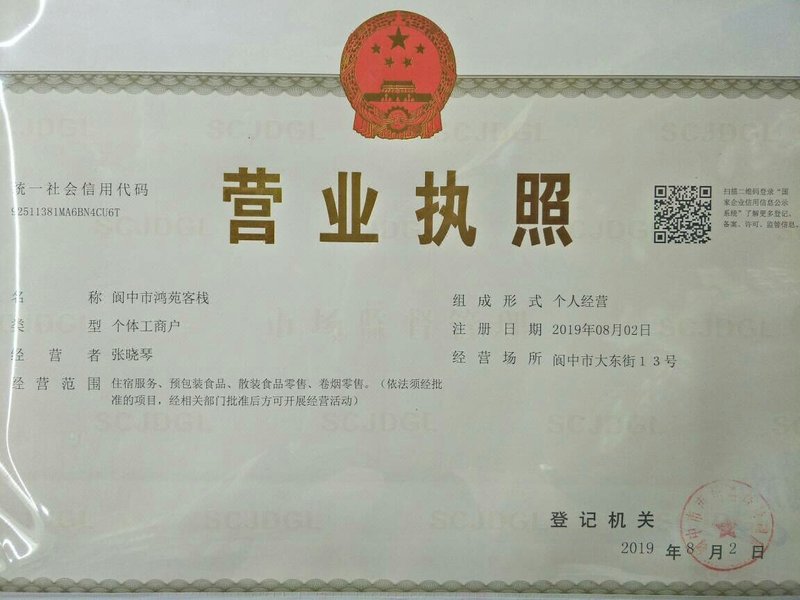 营业执照
统一社会信用代码
92511381MA6BN4CU6T
扫描二维码登录“国
家企业信用信息公示
系统”了解更多登记、
备案、许可、监管信息。
名 称 阆中市鸿苑客栈
类 型 个体工商户
经 营 者 张晓琴
经 营 范 围 住宿服务、预包装食品、散装食品零售、卷烟零售。（依法须经批
准的项目，经相关部门批准后方可开展经营活动）
组 成 形 式 个人经营
注 册 日 期 2019年08月02日
经 营 场 所 阆中市大东街13号
登 记 机 关
2019 年 8 月 2 日
SCJDGL